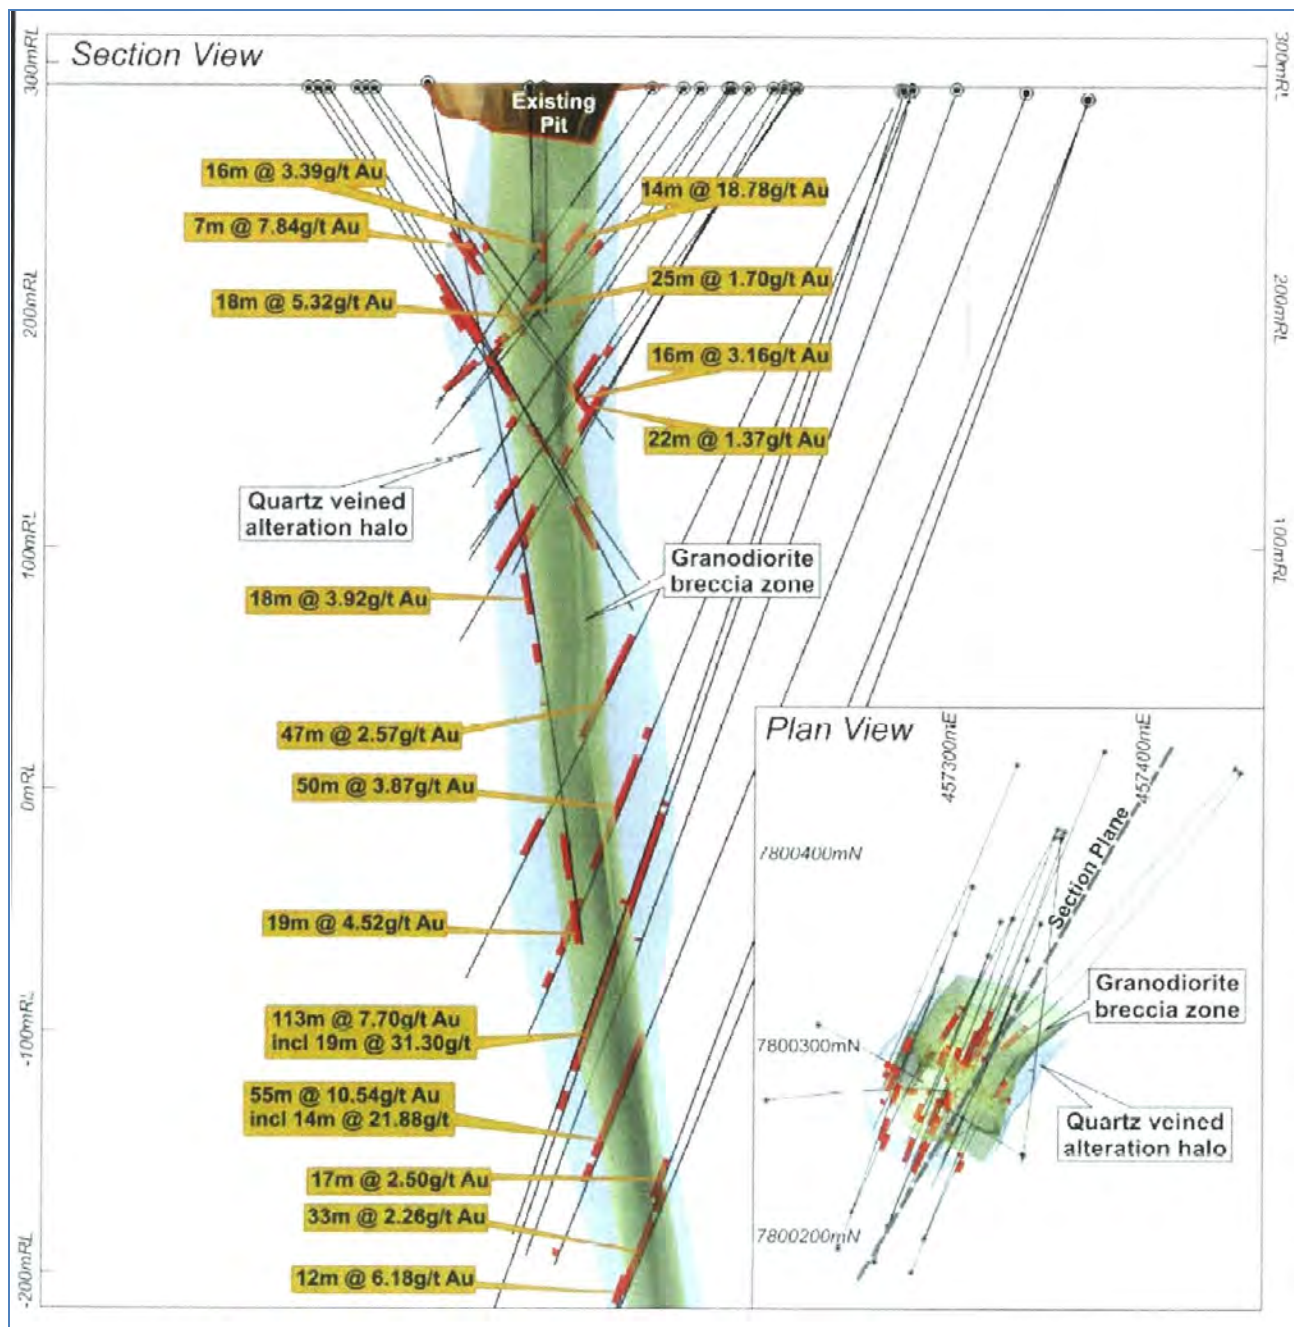 Section View
300mRL
300mRL
Existing
Pit
16m @ 3.39g/t Au
14m @ 18.78g/t Au
7m @ 7.84g/t Au
25m @ 1.70g/t Au
18m @ 5.32g/t Au
200mRL
200mRL
16m @ 3.16g/t Au
22m @ 1.37g/t Au
Quartz veined
alteration halo
100mRL
100mRL
Granodiorite
breccia zone
18m @ 3.92g/t Au
47m @ 2.57g/t Au
50m @ 3.87g/t Au
0mRL
19m @ 4.52g/t Au
113m @ 7.70g/t Au
incl 19m @ 31.30g/t
-100mRL
55m @ 10.54g/t Au
incl 14m @ 21.88g/t
17m @ 2.50g/t Au
33m @ 2.26g/t Au
12m @ 6.18g/t Au
-200mRL
Plan View
457300mE
457400mE
7800400mN
Section Plane
Granodiorite
breccia zone
7800300mN
Quartz veined
alteration halo
7800200mN